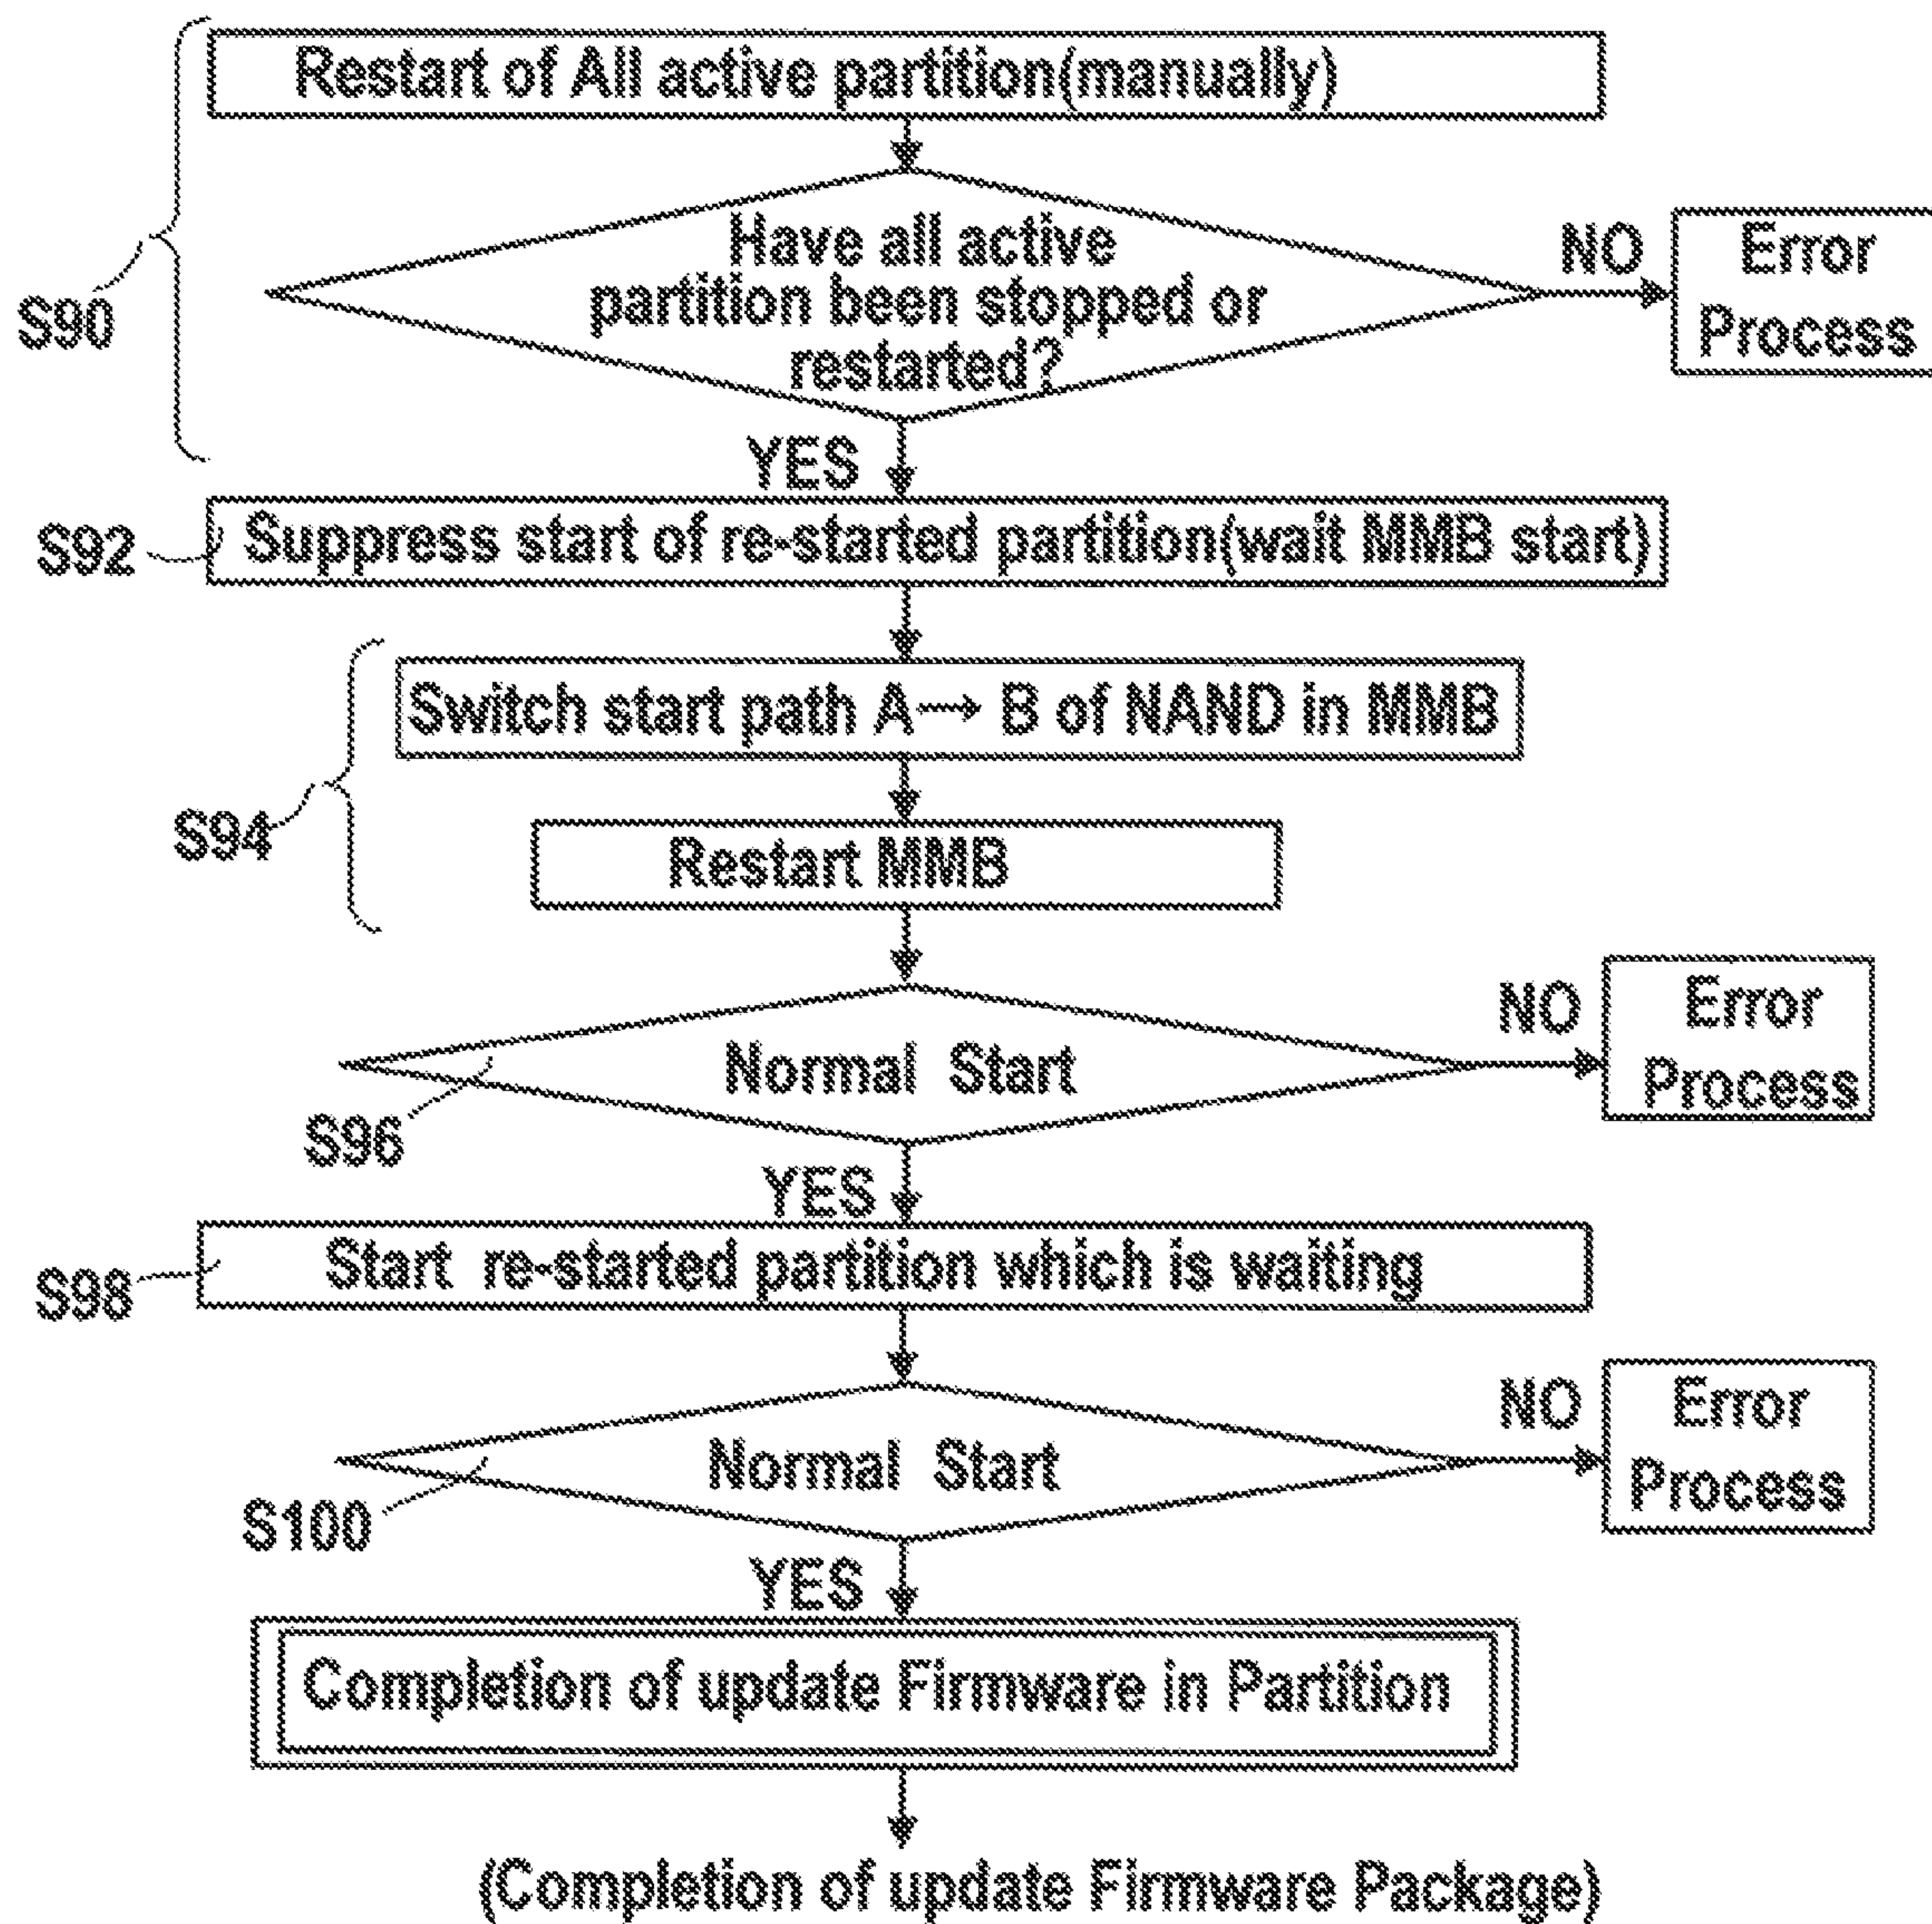 Restart of All active partition(manually)
Have all active
partition been stopped or
restarted?
NO
Error
Process
S90
YES
S92
Suppress start of re-started partition(wait MMB start)
Switch start path A→ B of NAND in MMB
S94
Restart MMB
Normal Start
NO
Error
Process
S96
YES
S98
Start re-started partition which is waiting
Normal Start
NO
Error
Process
S100
YES
Completion of update Firmware in Partition
(Completion of update Firmware Package)